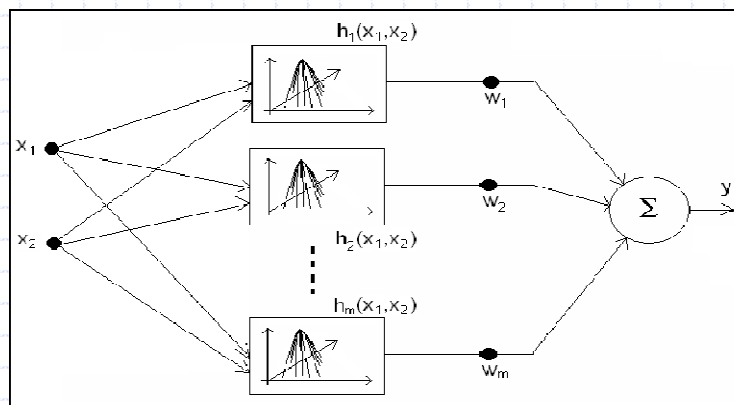 h₁(x₁,x₂)
x₁
w₁
x₂
w₂
h₂(x₁,x₂)
Σ
y
hₘ(x₁,x₂)
wₘ